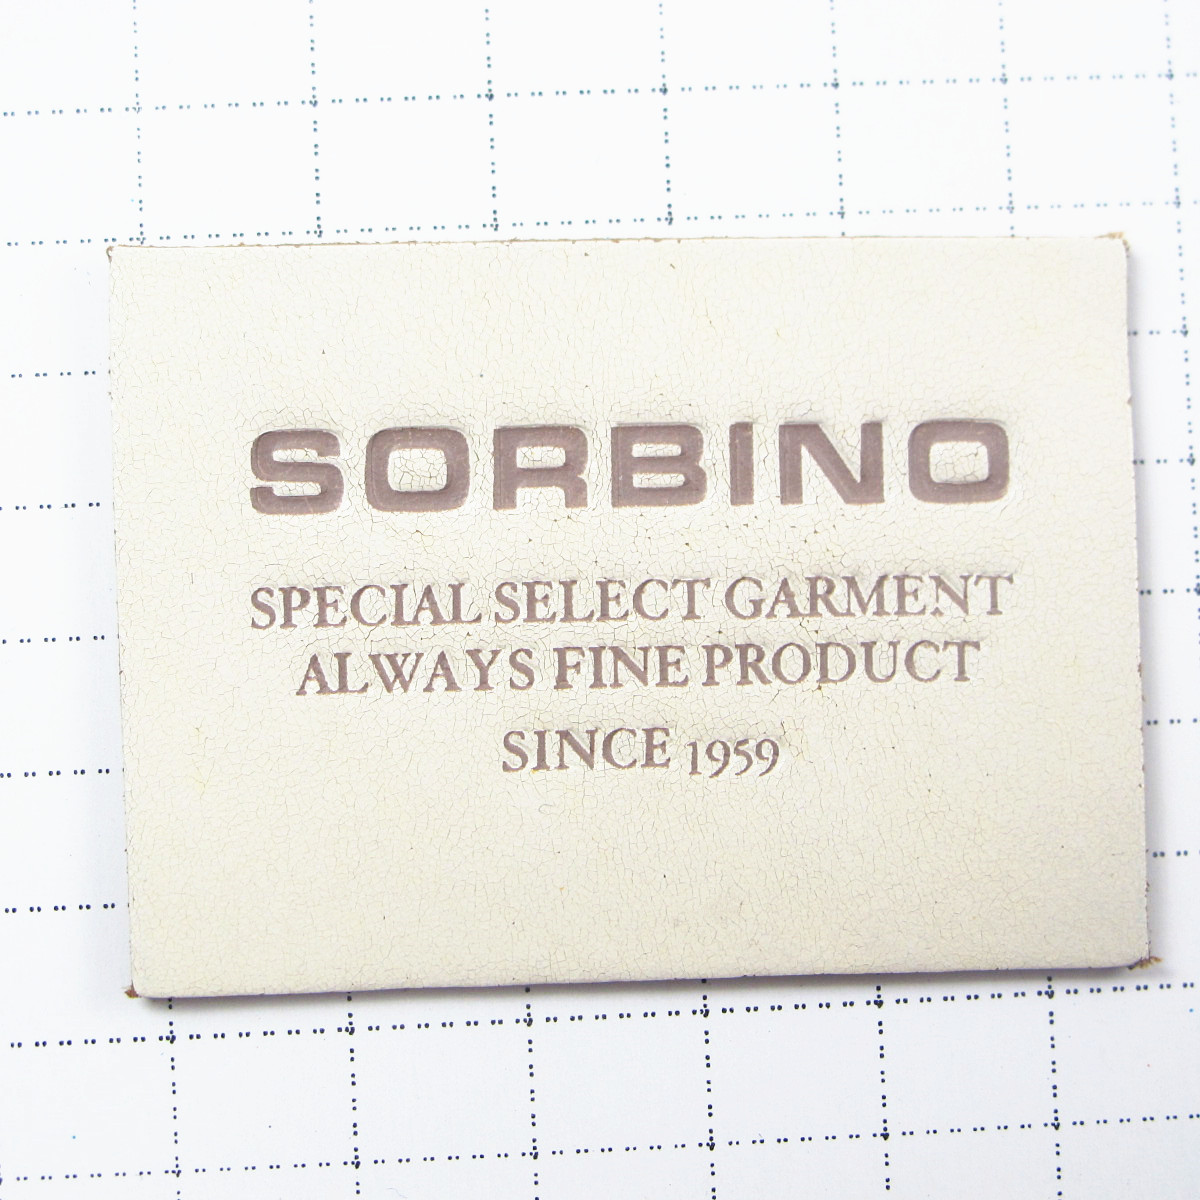 SORBINO
SPECIAL SELECT GARMENT
ALWAYS FINE PRODUCT
SINCE 1959